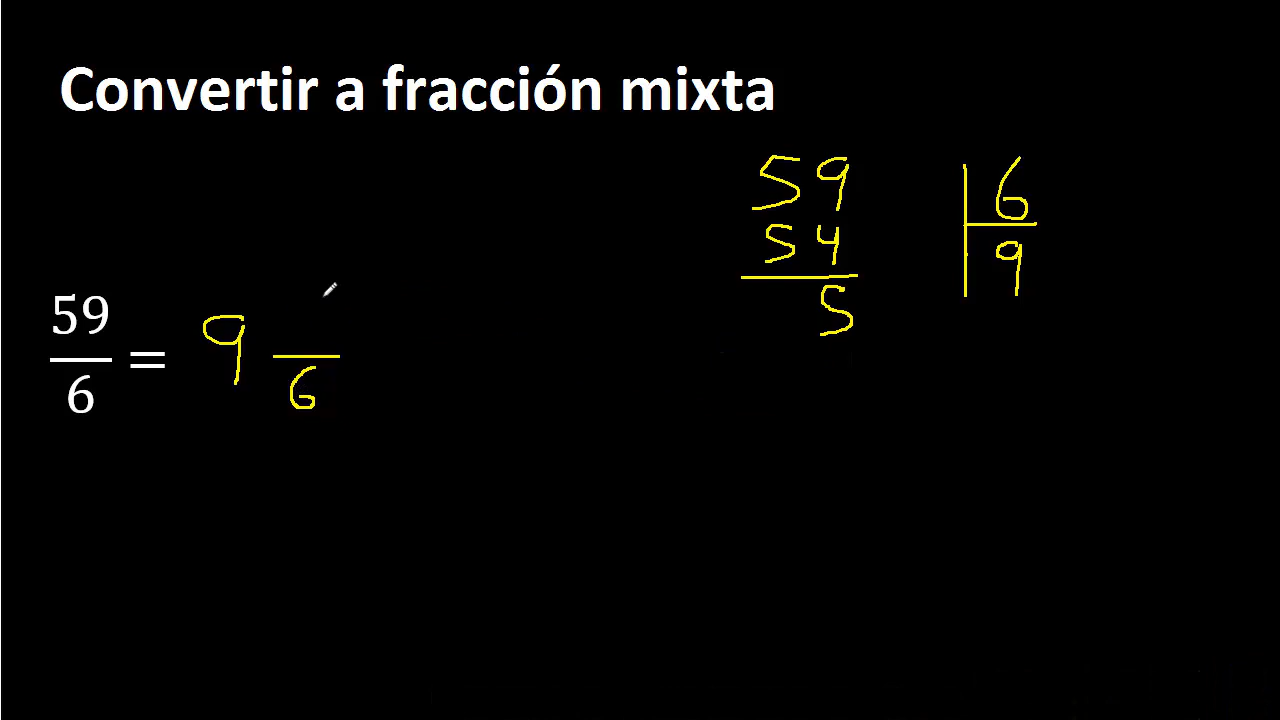 Convertir a fracción mixta
59 6
54 9
5
59
6 = 9 6